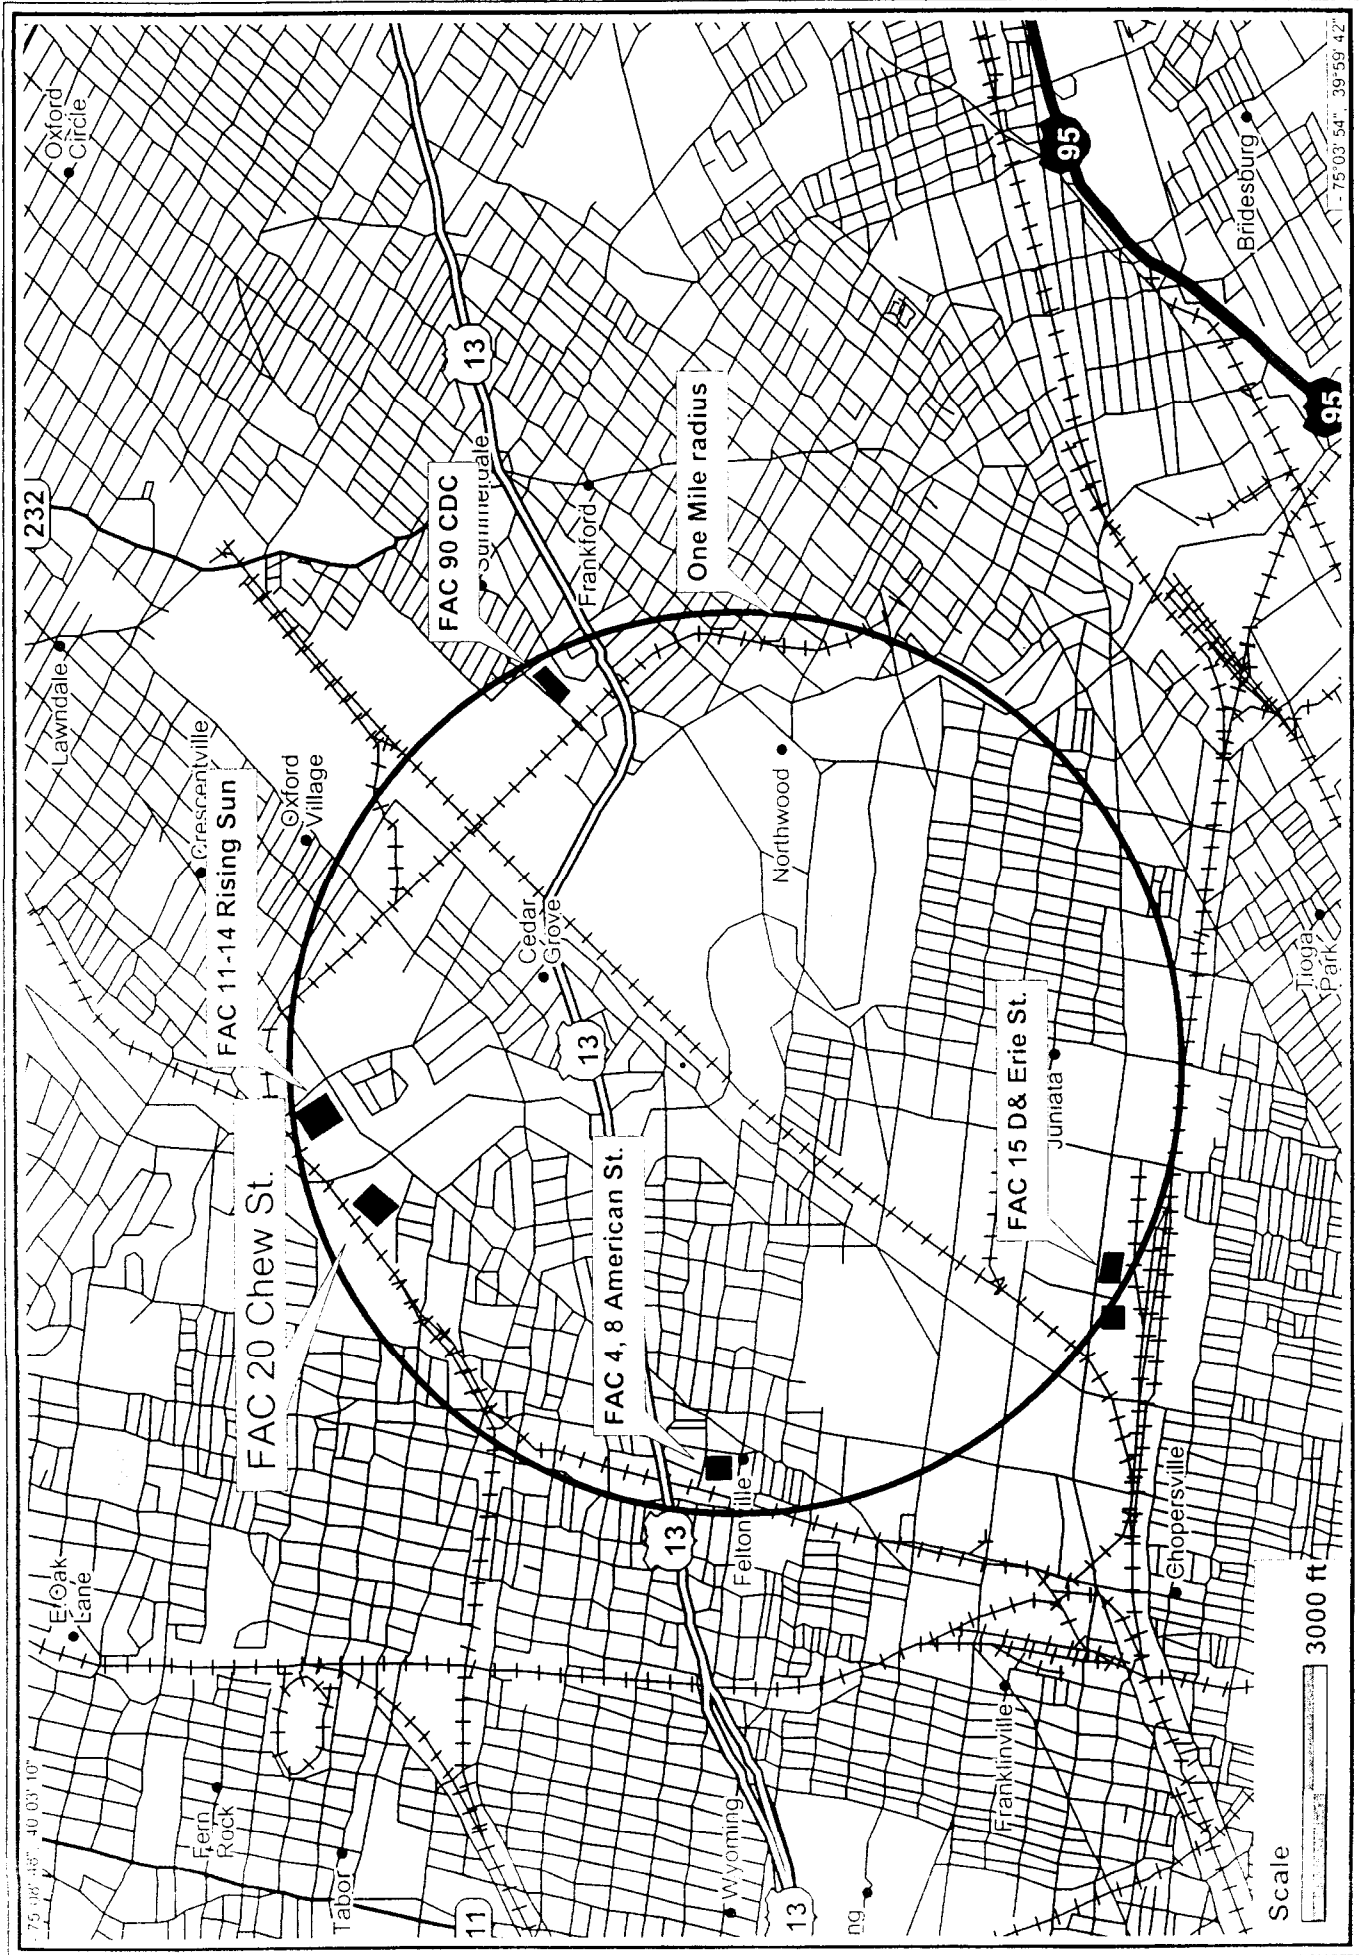 Oxford
Circle
232
Lawndale
Crescentville
Oxford
Village
FAC 11-14 Rising Sun
FAC 20 Chew St.
E Oak
Lane
75 08' 48" 40 03' 10"
Fern
Rock
Tabor
11
13
FAC 90 CDC
Summerdale
Frankford
One Mile radius
Cedar
Grove
13
FAC 4, 8 American St.
13
Feltonville
Wyoming
13
ng
Northwood
95
Bridesburg
75°03' 54", 39°59' 42"
95
Tioga
Park
FAC 15 D& Erie St.
Juniata
Franklinville
Ghopersville
Scale
3000 ft